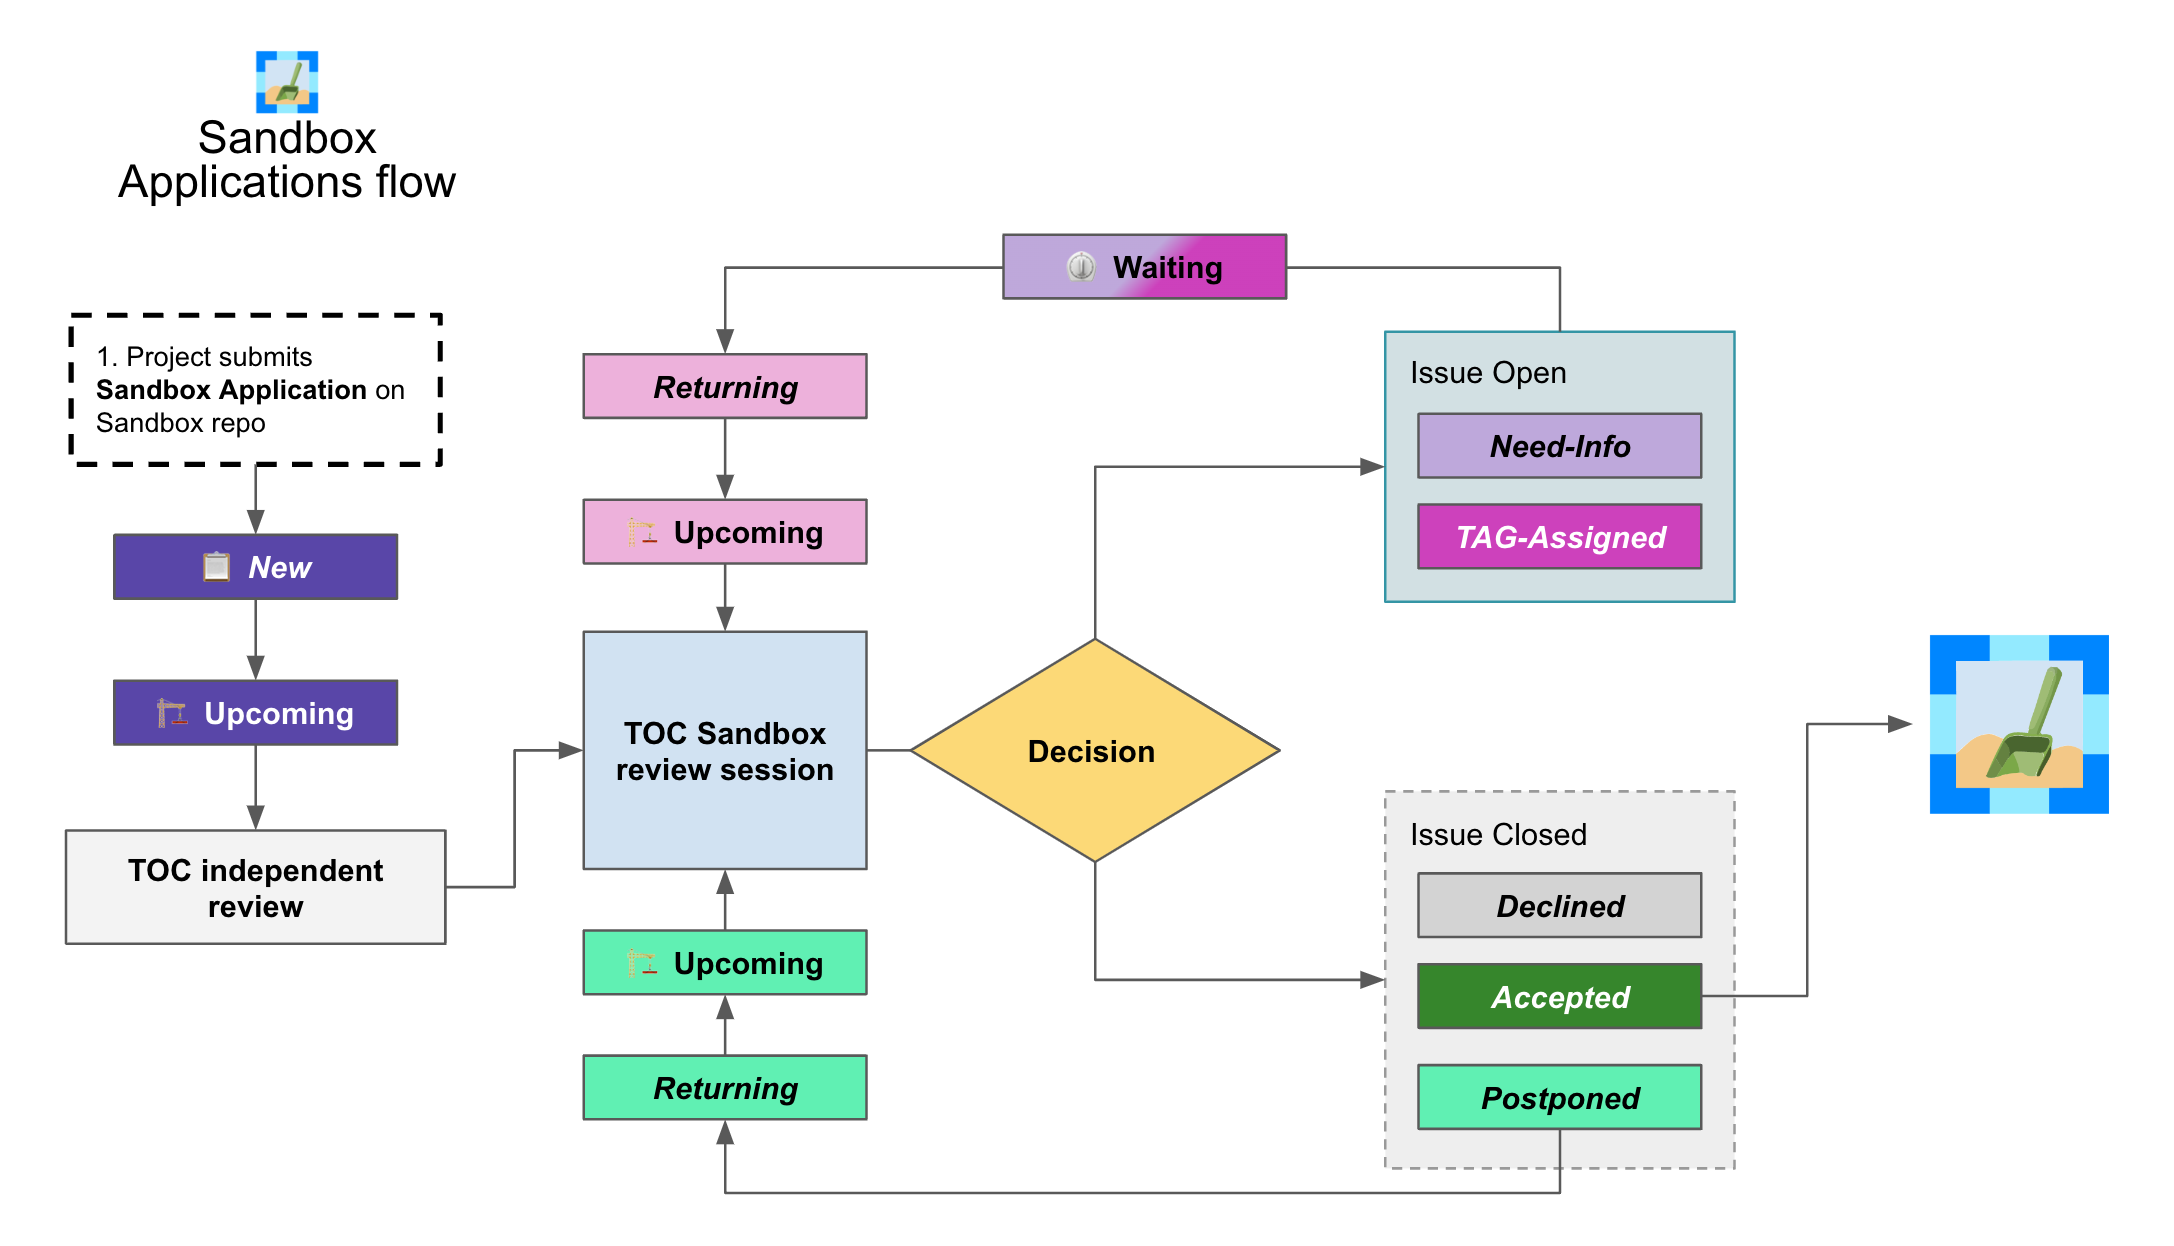 Sandbox
Applications flow
1. Project submits
Sandbox Application on
Sandbox repo
New
Upcoming
TOC independent
review
Waiting
Returning
Upcoming
TOC Sandbox
review session
Upcoming
Returning
Decision
Issue Open
Need-Info
TAG-Assigned
Issue Closed
Declined
Accepted
Postponed